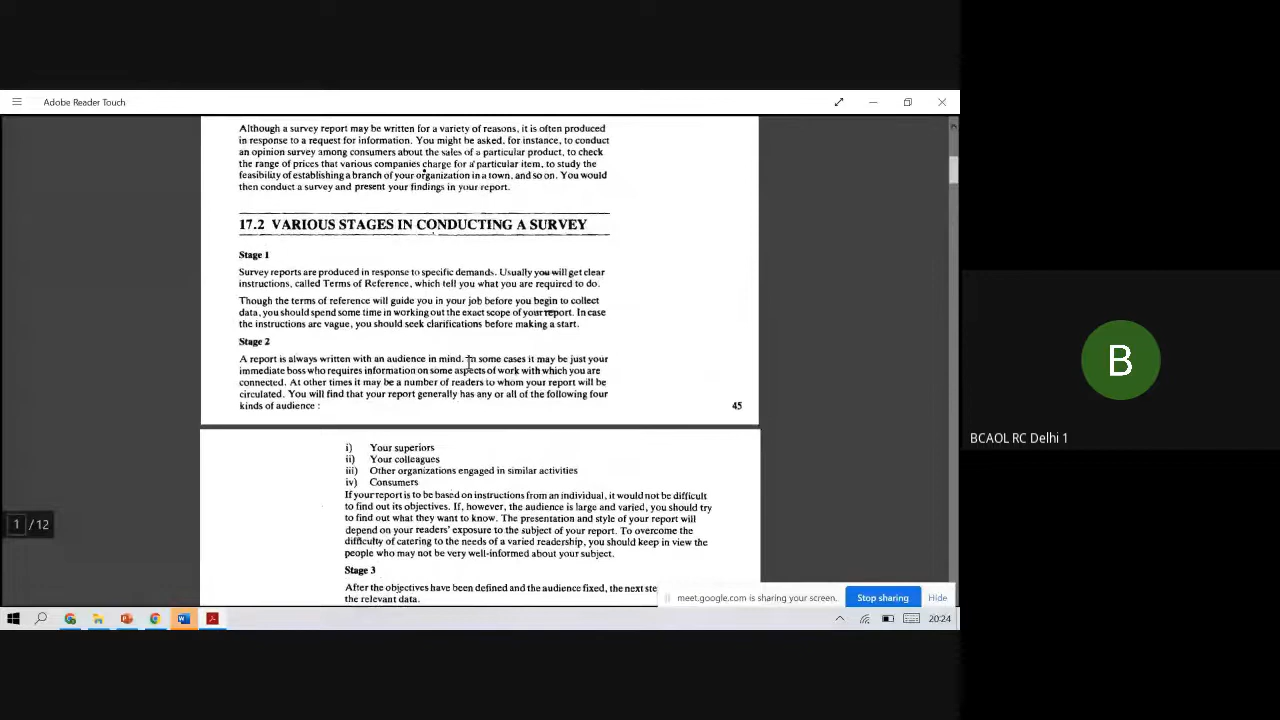 Adobe Reader Touch
Although a survey report may be written for a variety of reasons, it is often produced
in response to a request for information. You might be asked, for instance, to conduct
an opinion survey among consumers about the sales of a particular product, to check
the range of prices that various companies charge for a particular item, to study the
feasibility of establishing a branch of your organization in a town, and so on. You would
then conduct a survey and present your findings in your report.
17.2 VARIOUS STAGES IN CONDUCTING A SURVEY
Stage 1
Survey reports are produced in response to specific demands. Usually you will get clear
instructions, called Terms of Reference, which tell you what you are required to do.
Though the terms of reference will guide you in your job before you begin to collect
data, you should spend some time in working out the exact scope of your report. In case
the instructions are vague, you should seek clarifications before making a start.
Stage 2
A report is always written with an audience in mind. In some cases it may be just your
immediate boss who requires information on some aspects of work with which you are
connected. At other times it may be a number of readers to whom your report will be
circulated. You will find that your report generally has any or all of the following four
kinds of audience :
45
i) Your superiors
ii) Your colleagues
iii) Other organizations engaged in similar activities
iv) Consumers
If your report is to be based on instructions from an individual, it would not be difficult
to find out its objectives. If, however, the audience is large and varied, you should try
to find out what they want to know. The presentation and style of your report will
depend on your readers' exposure to the subject of your report. To overcome the
difficulty of catering to the needs of a varied readership, you should keep in view the
people who may not be very well-informed about your subject.
Stage 3
After the objectives have been defined and the audience fixed, the next ste
the relevant data.
1 / 12
meet.google.com is sharing your screen.
Stop sharing
Hide
20:24
B
BCAOL RC Delhi 1